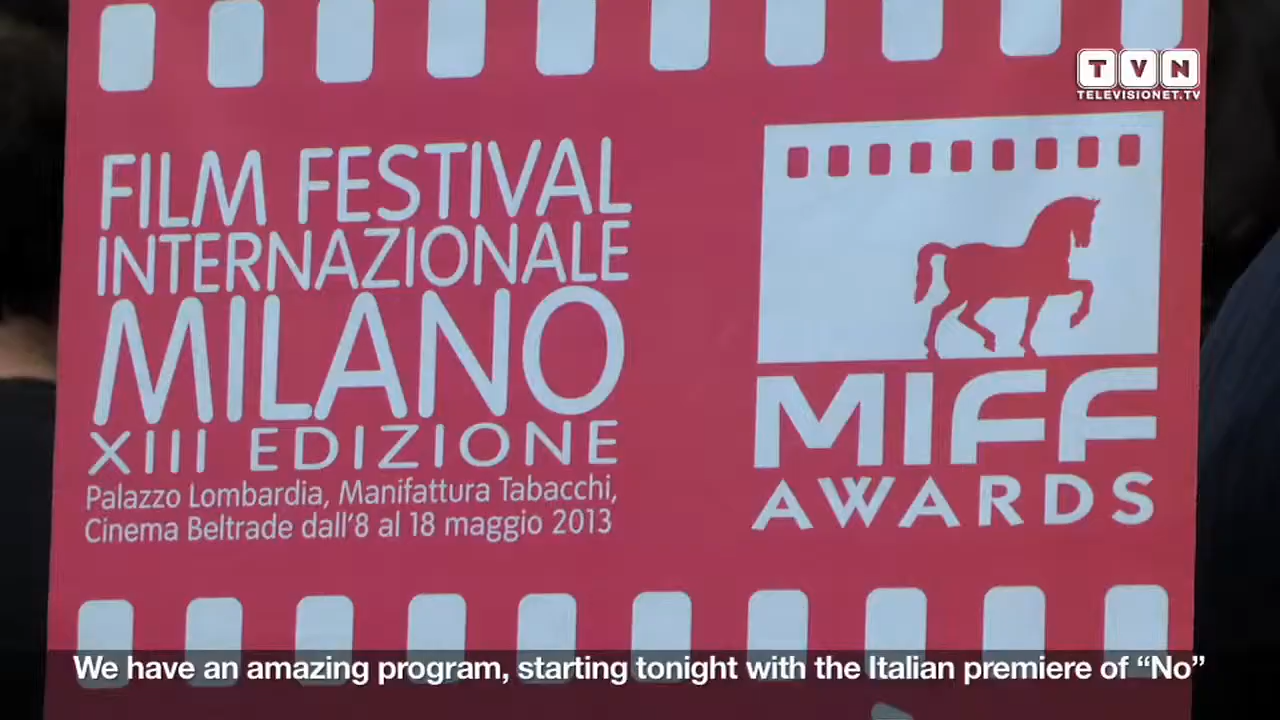 TVN
TELEVISIONET.TV
FILM FESTIVAL
INTERNAZIONALE
MILANO
XIII EDIZIONE
Palazzo Lombardia, Manifattura Tabacchi,
Cinema Beltrade dall'8 al 18 maggio 2013
MIFF
AWARDS
We have an amazing program, starting tonight with the Italian premiere of “No”